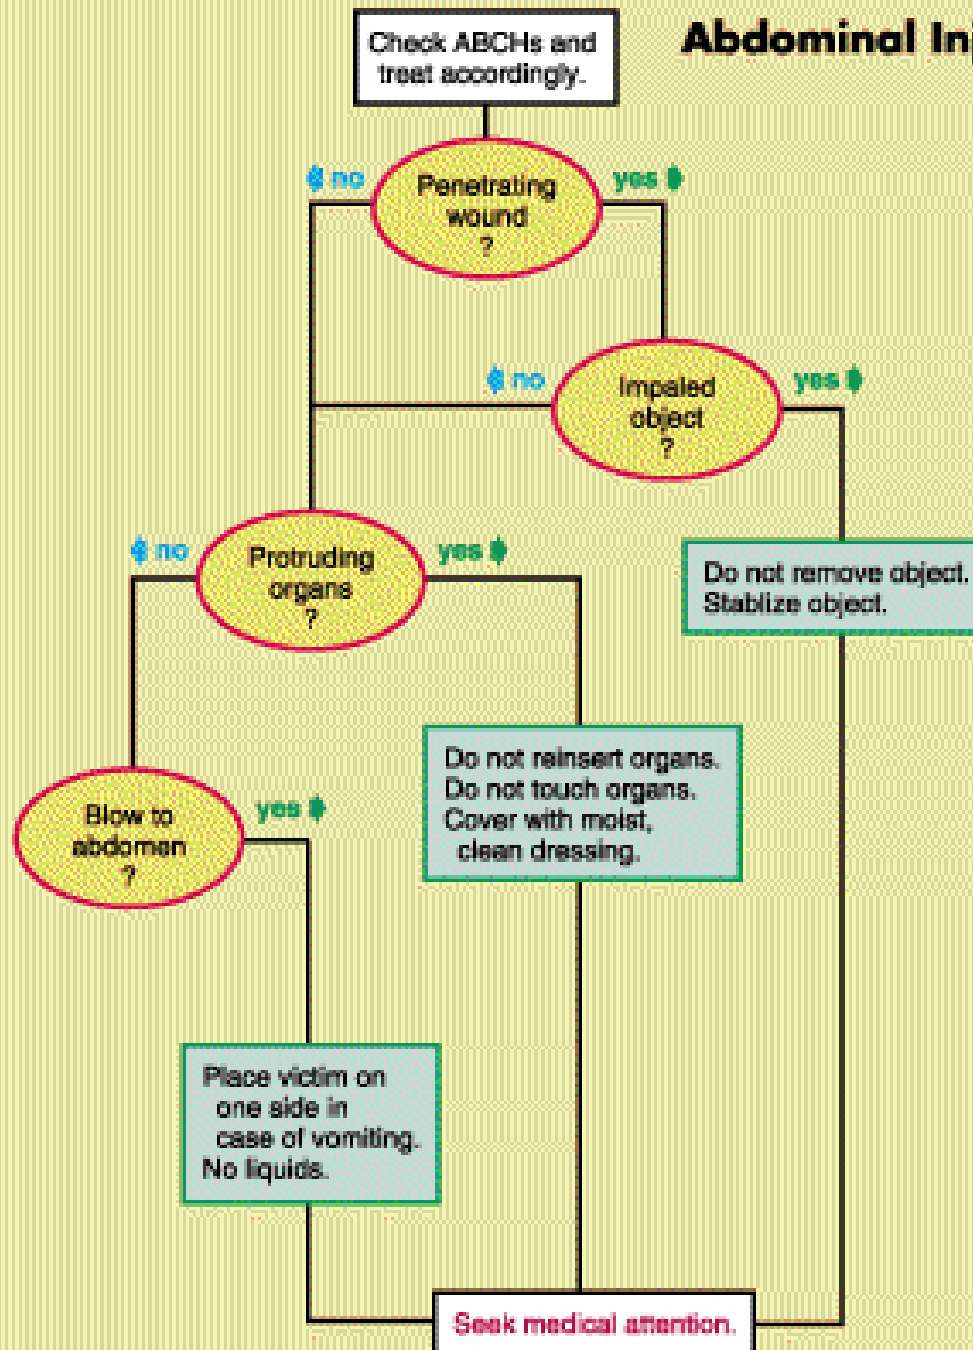 Abdominal Inj
Check ABCHs and
treat accordingly.
no
yes
Penetrating
wound
?
no
yes
Impaled
object
?
no
yes
Protruding
organs
?
Do not remove object.
Stablize object.
Do not reinsert organs.
Do not touch organs.
Cover with moist,
clean dressing.
yes
Blow to
abdomen
?
Place victim on
one side in
case of vomiting.
No liquids.
Seek medical attention.